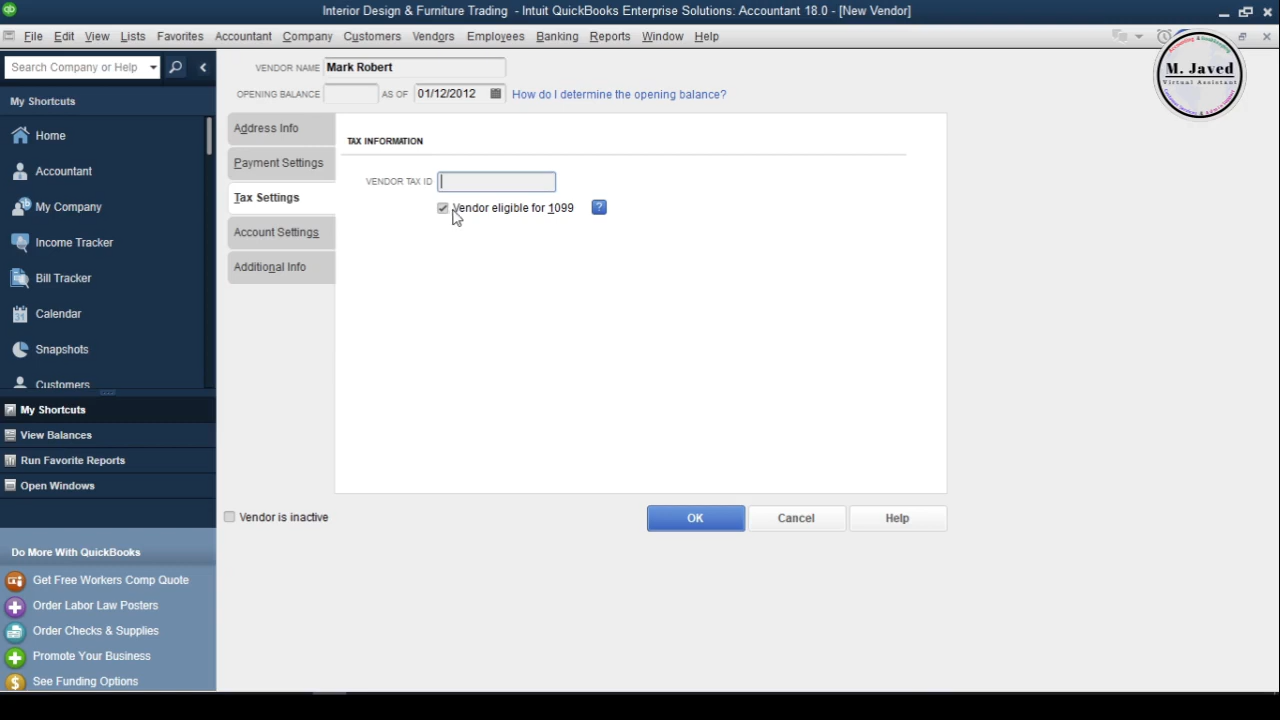 Interior Design & Furniture Trading - Intuit QuickBooks Enterprise Solutions: Accountant 18.0 - [New Vendor]
File Edit View Lists Favorites Accountant Company Customers Vendors Employees Banking Reports Window Help
Search Company or Help
My Shortcuts
Home
Accountant
My Company
Income Tracker
Bill Tracker
Calendar
Snapshots
Customers
My Shortcuts
View Balances
Run Favorite Reports
Open Windows
Do More With QuickBooks
Get Free Workers Comp Quote
Order Labor Law Posters
Order Checks & Supplies
Promote Your Business
See Funding Options
VENDOR NAME Mark Robert
OPENING BALANCE AS OF 01/12/2012 How do I determine the opening balance?
Address Info
Payment Settings
Tax Settings
Account Settings
Additional Info
TAX INFORMATION
VENDOR TAX ID
Vendor eligible for 1099 ?
Vendor is inactive
OK Cancel Help
M. Javed
Virtual Assistant